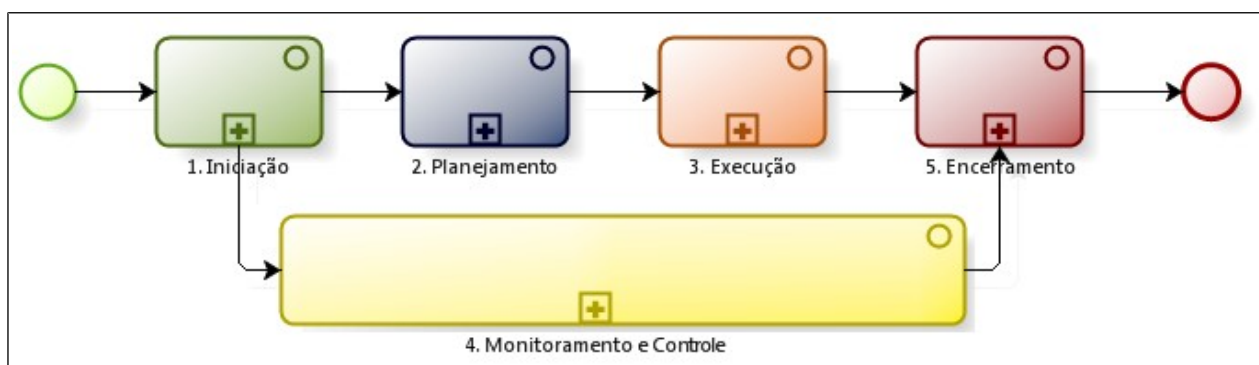 1. Iniciação
2. Planejamento
3. Execução
5. Encerramento
4. Monitoramento e Controle